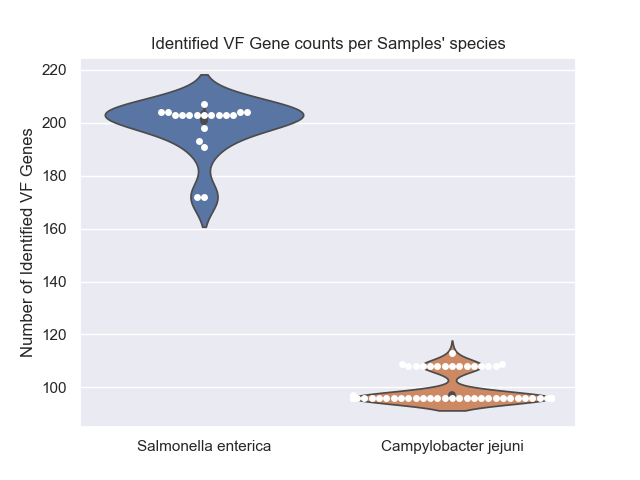 Identified VF Gene counts per Samples' species
Number of Identified VF Genes
220
200
180
160
140
120
100
Salmonella enterica
Campylobacter jejuni